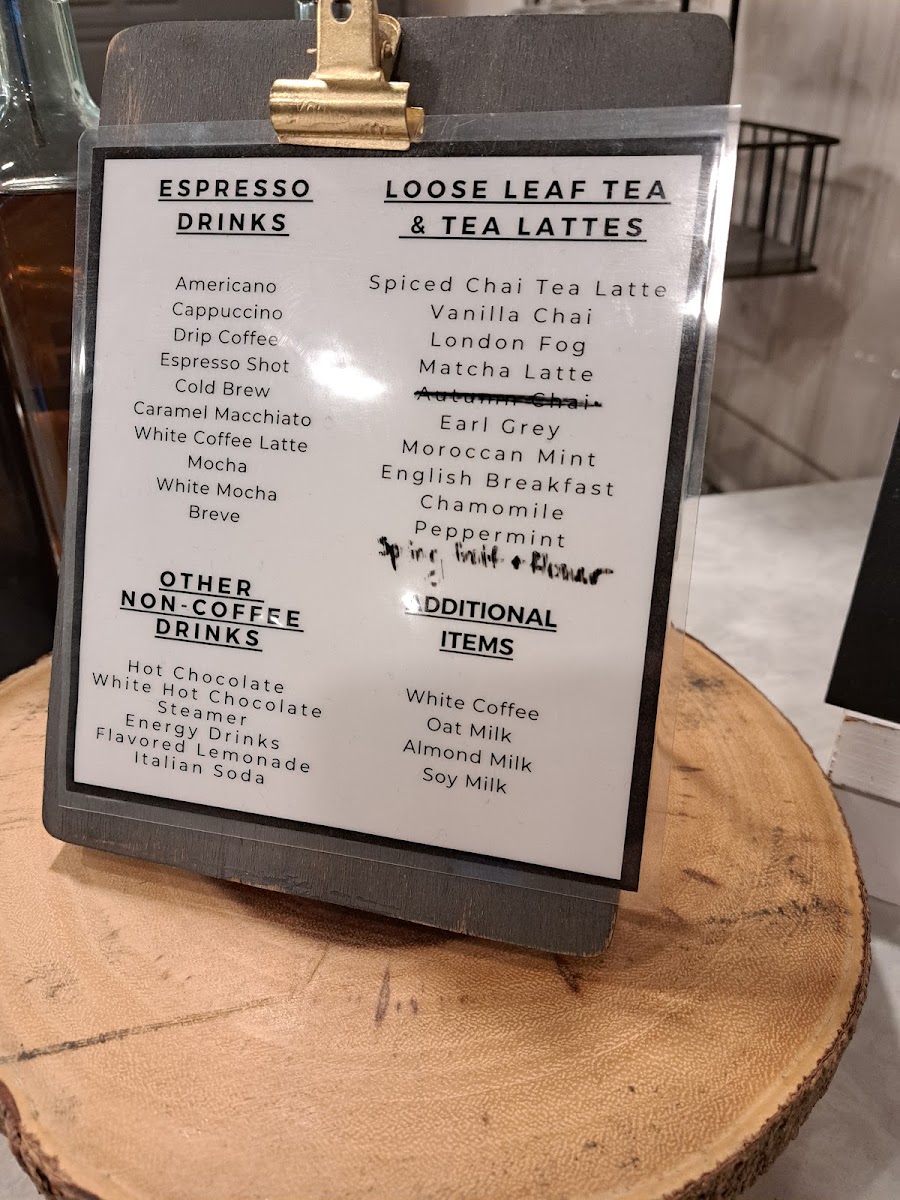 ESPRESSO
DRINKS
Americano
Cappuccino
Drip Coffee
Espresso Shot
Cold Brew
Caramel Macchiato
White Coffee Latte
Mocha
White Mocha
Breve
OTHER
NON-COFFEE
DRINKS
Hot Chocolate
White Hot Chocolate
Steamer
Energy Drinks
Flavored Lemonade
Italian Soda
LOOSE LEAF TEA
& TEA LATTES
Spiced Chai Tea Latte
Vanilla Chai
London Fog
Matcha Latte
Autumn Chai
Earl Grey
Moroccan Mint
English Breakfast
Chamomile
Peppermint
Spring
ADDITIONAL
ITEMS
White Coffee
Oat Milk
Almond Milk
Soy Milk